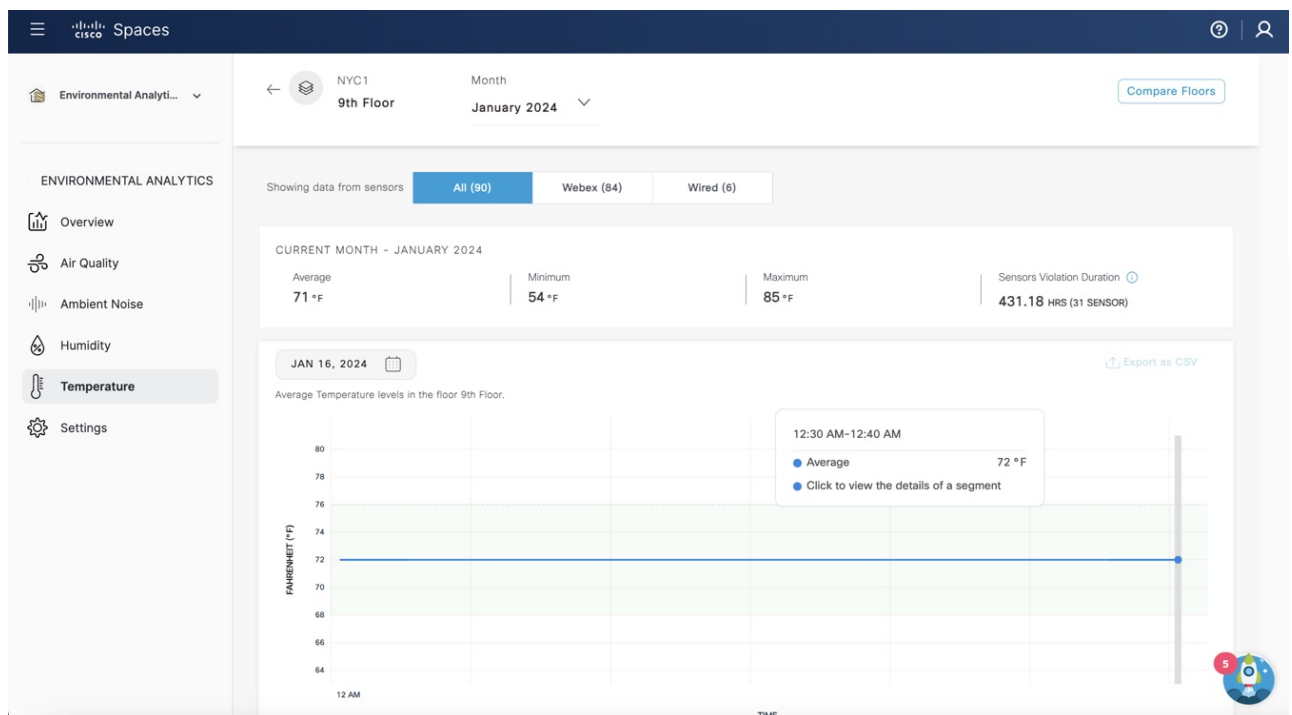 cisco Spaces
Environmental Analyti...
NYC1
9th Floor
Month
January 2024
Compare Floors
ENVIRONMENTAL ANALYTICS
Overview
Air Quality
Ambient Noise
Humidity
Temperature
Settings
Showing data from sensors All (90) Webex (84) Wired (6)
CURRENT MONTH - JANUARY 2024
Average
71 °F
Minimum
54 °F
Maximum
85 °F
Sensors Violation Duration
431.18 HRS (31 SENSOR)
JAN 16, 2024
Export as CSV
Average Temperature levels in the floor 9th Floor.
12:30 AM-12:40 AM
Average 72 °F
Click to view the details of a segment
FAHRENHEIT (°F)
80
78
76
74
72
70
68
66
64
12 AM
TIME
5